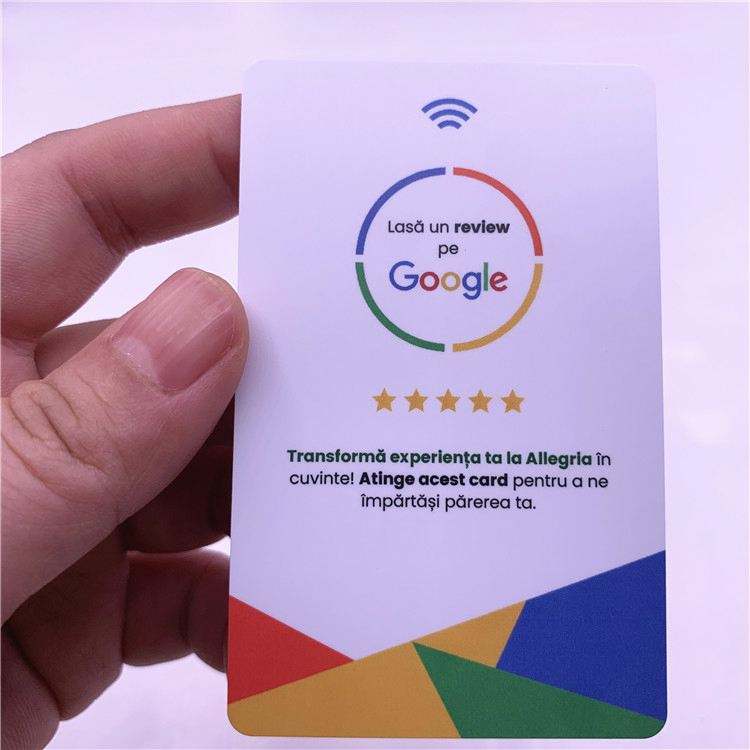 Lasă un review
pe
Google
Transformă experiența ta la Allegria în
cuvinte! Atinge acest card pentru a ne
împărtăși părerea ta.